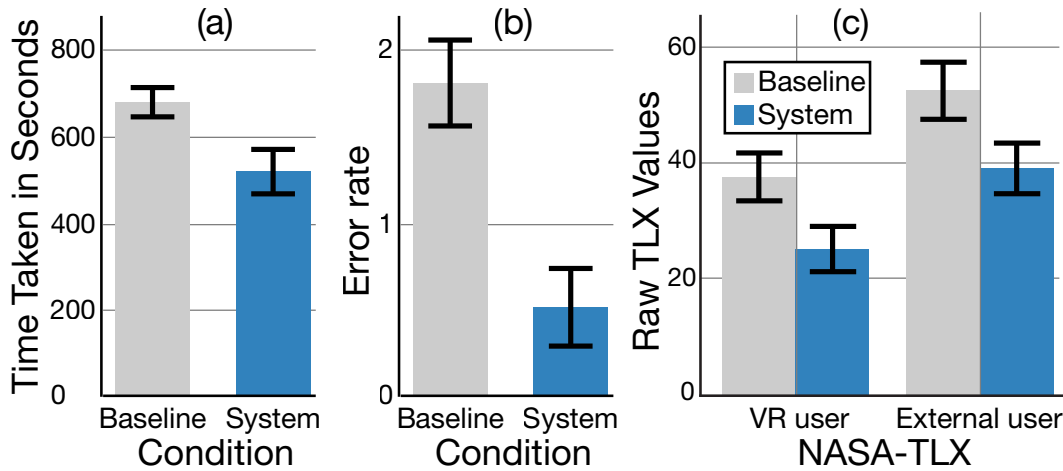 (a)
Time Taken in Seconds
800
600
400
200
0
Baseline System
Condition
(b)
Error rate
2
1
0
Baseline System
Condition
(c)
Raw TLX Values
60
40
20
0
Baseline
System
VR user External user
NASA-TLX